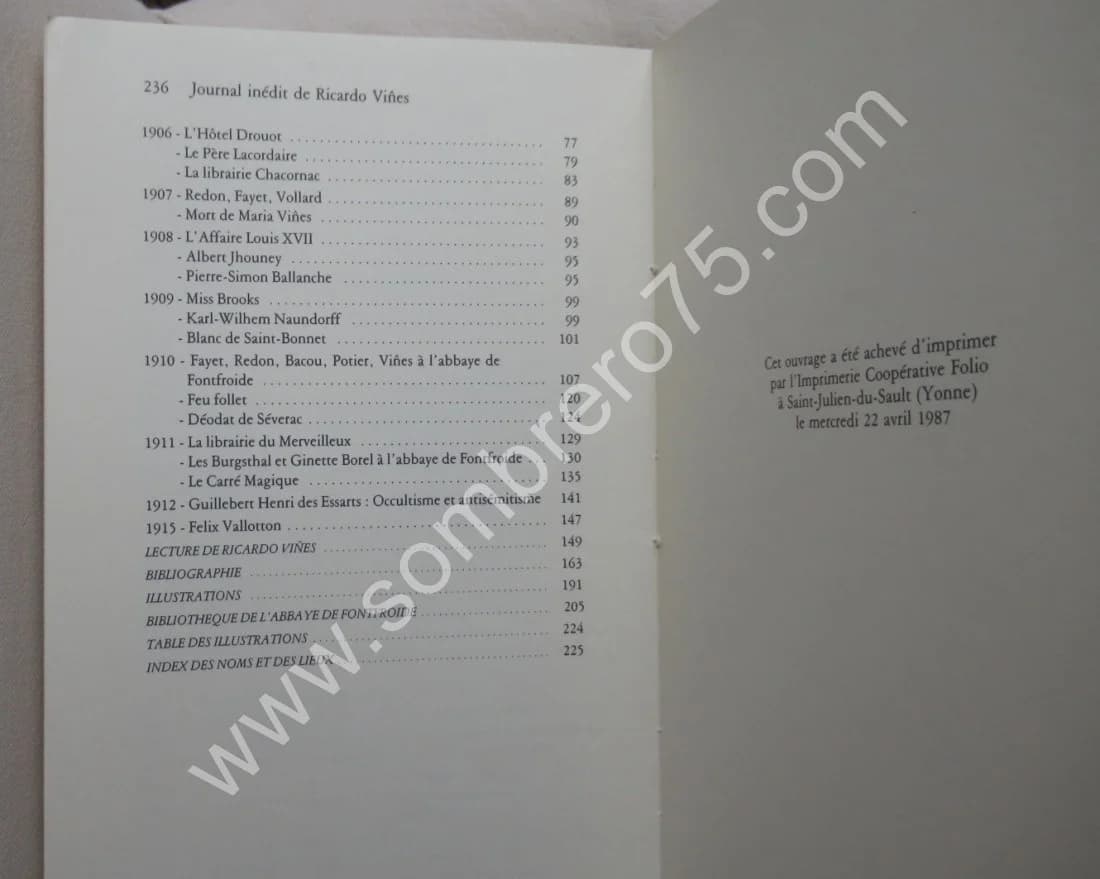 236 Journal inédit de Ricardo Viñes
1906 - L'Hôtel Drouot 77
- Le Père Lacordaire 79
- La librairie Chacornac 83
1907 - Redon, Fayet, Vollard 89
- Mort de Maria Viñes 90
1908 - L'Affaire Louis XVII 93
- Albert Jhouney 95
- Pierre-Simon Ballanche 95
1909 - Miss Brooks 99
- Karl-Wilhem Naundorff 99
- Blanc de Saint-Bonnet 101
1910 - Fayet, Redon, Bacou, Potier, Viñes à l'abbaye de
Fontfroide 107
- Feu follet 120
- Déodat de Séverac 124
1911 - La librairie du Merveilleux 129
- Les Burgsthal et Ginette Borel à l'abbaye de Fontfroide 130
- Le Carré Magique 135
1912 - Guillebert Henri des Essarts : Occultisme et antisémitisme 141
1915 - Felix Vallotton 147
LECTURE DE RICARDO VIÑES 149
BIBLIOGRAPHIE 163
ILLUSTRATIONS 191
BIBLIOTHEQUE DE L'ABBAYE DE FONTFROIDE 205
TABLE DES ILLUSTRATIONS 224
INDEX DES NOMS ET DES LIEUX 225
Cet ouvrage a été achevé d'imprimer
par l'Imprimerie Coopérative Folio
à Saint-Julien-du-Sault (Yonne)
le mercredi 22 avril 1987
www.sombrero75.com